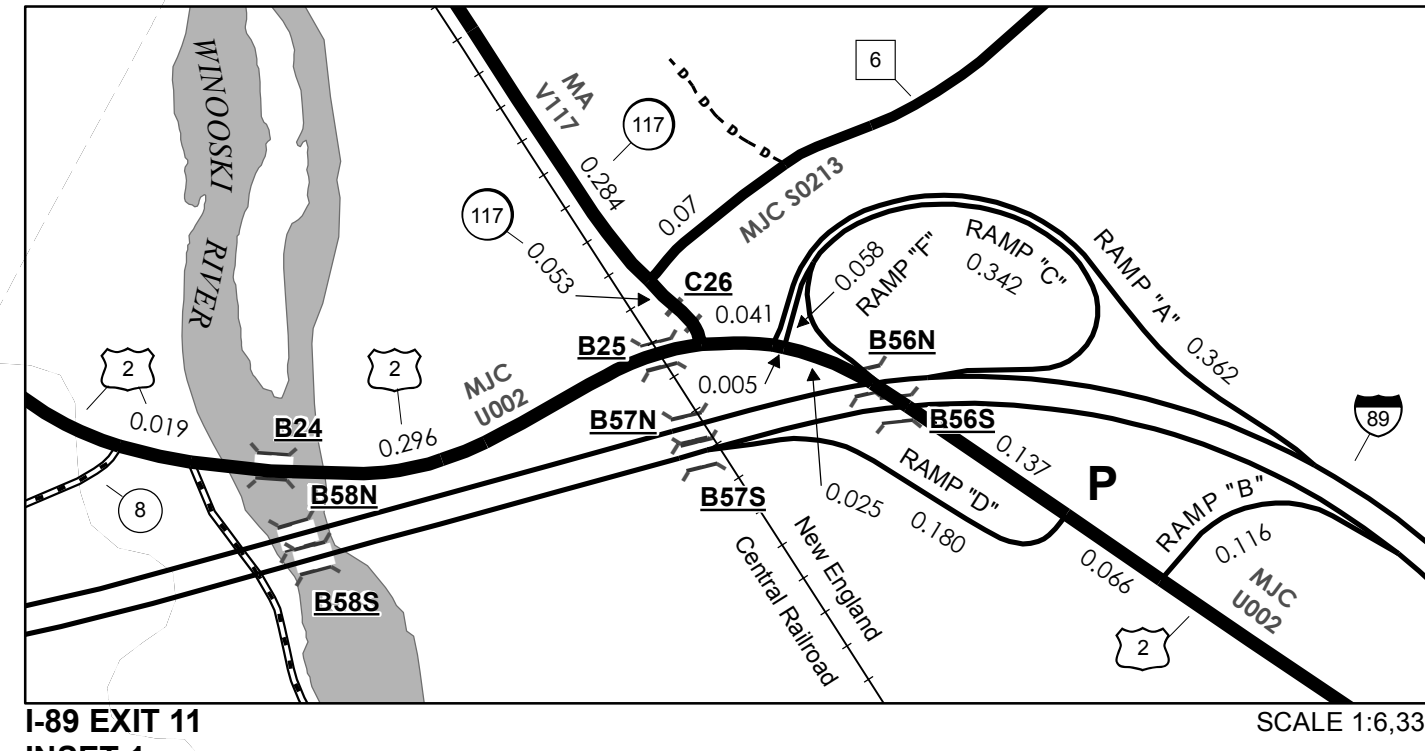 WINOOSKI
RIVER
MA
V117
117
0.284
6
0.07
MJC S0213
D
D
D
D
117
0.053
C26
0.041
0.058
RAMP "F"
RAMP "C"
0.342
RAMP "A"
0.362
B25
0.005
B56N
2
0.019
2
MJC
U002
B24
0.296
B57N
B56S
89
0.137
P
8
B58N
B57S
0.025
RAMP "D"
0.180
RAMP "B"
0.116
New England
Central Railroad
0.066
MJC
U002
B58S
2
I-89 EXIT 11
SCALE 1:6,33
INSET 1